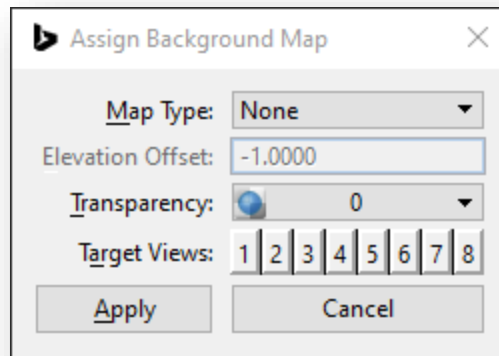 Assign Background Map
Map Type: None
Elevation Offset: -1.0000
Transparency: 0
Target Views: 1 2 3 4 5 6 7 8
Apply Cancel